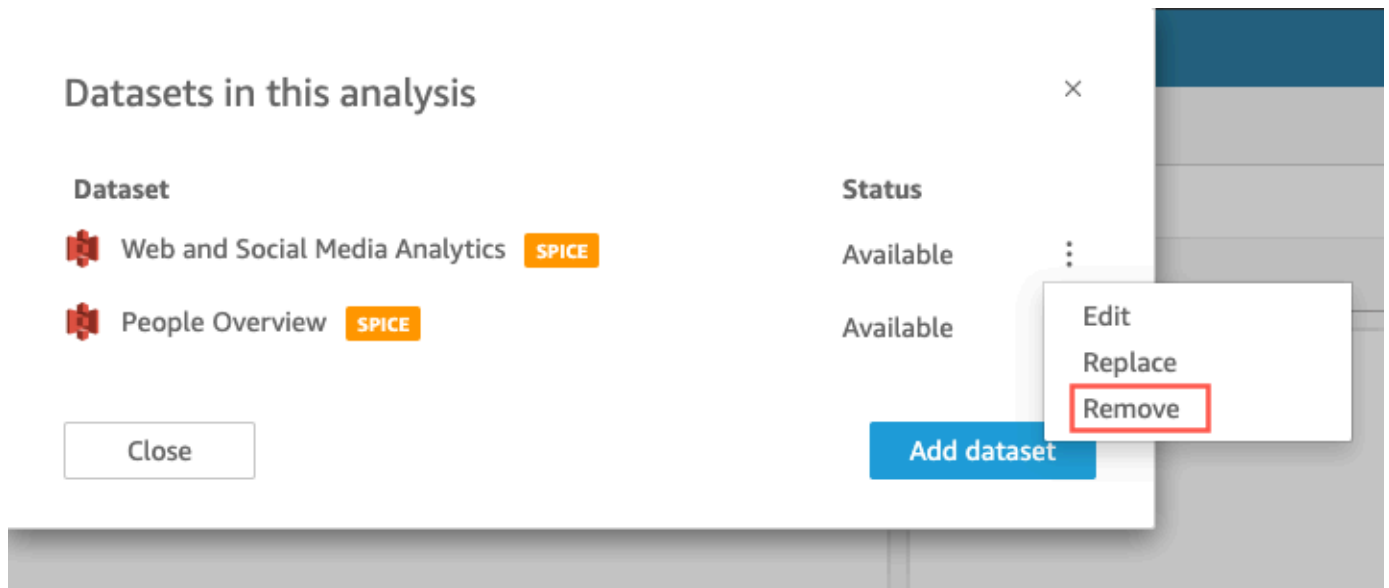 Datasets in this analysis
Dataset Status
Web and Social Media Analytics SPICE Available
People Overview SPICE Available
Edit
Replace
Remove
Close Add dataset